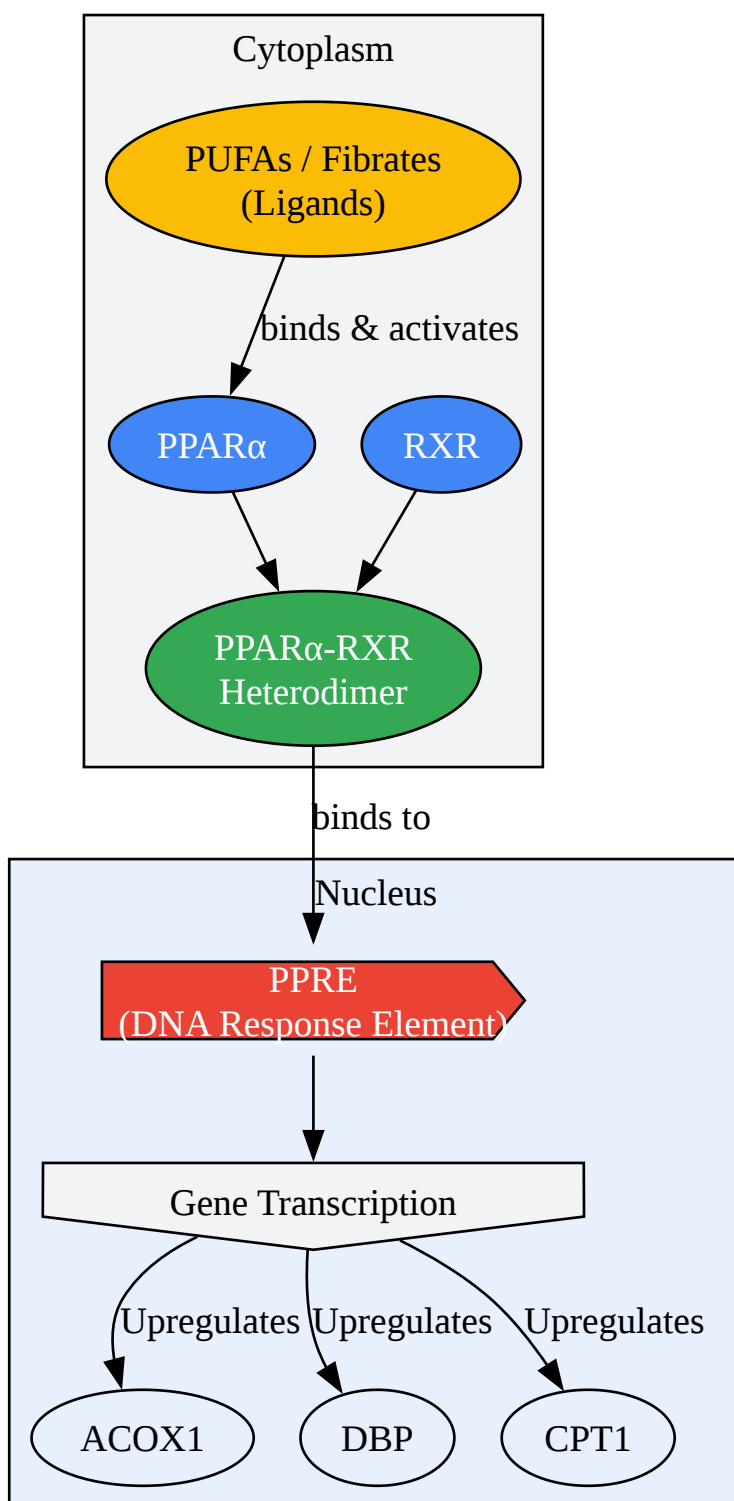 Cytoplasm
PUFAs / Fibrates
(Ligands)
binds & activates
PPARα
RXR
PPARα-RXR
Heterodimer
binds to
Nucleus
PPRE
(DNA Response Element)
Gene Transcription
Upregulates
Upregulates
Upregulates
ACOX1
DBP
CPT1